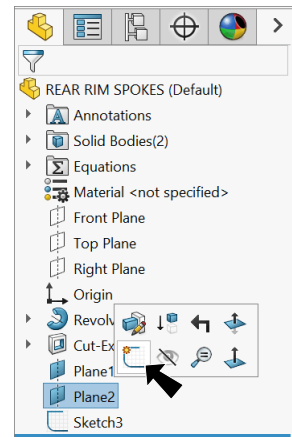 REAR RIM SPOKES (Default)
Annotations
Solid Bodies(2)
Equations
Material <not specified>
Front Plane
Top Plane
Right Plane
Origin
Revolv
Cut-Ex
Plane1
Plane2
Sketch3